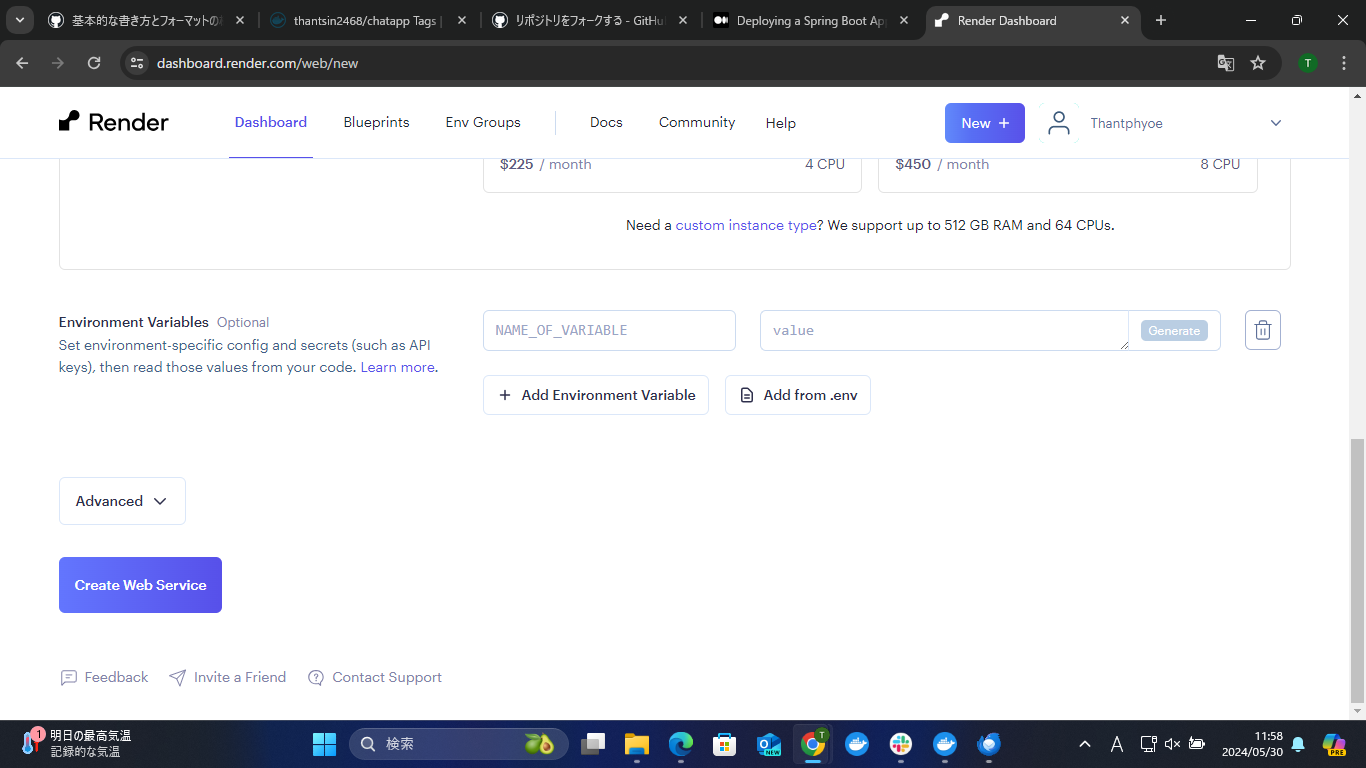 基本的な書き方とフォーマットの
thantsin2468/chatapp Tags |
リポジトリをフォークする - GitHu
Deploying a Spring Boot Ap
Render Dashboard
dashboard.render.com/web/new
T
Render
Dashboard
Blueprints
Env Groups
Docs
Community
Help
New +
Thantphyoe
$225 / month
4 CPU
$450 / month
8 CPU
Need a custom instance type? We support up to 512 GB RAM and 64 CPUs.
Environment Variables Optional
Set environment-specific config and secrets (such as API
keys), then read those values from your code. Learn more.
NAME_OF_VARIABLE
value
Generate
+ Add Environment Variable
Add from .env
Advanced
Create Web Service
Feedback
Invite a Friend
Contact Support
1
明日の最高気温
記録的な気温
検索
NEW
T
A
11:58
2024/05/30
PRE